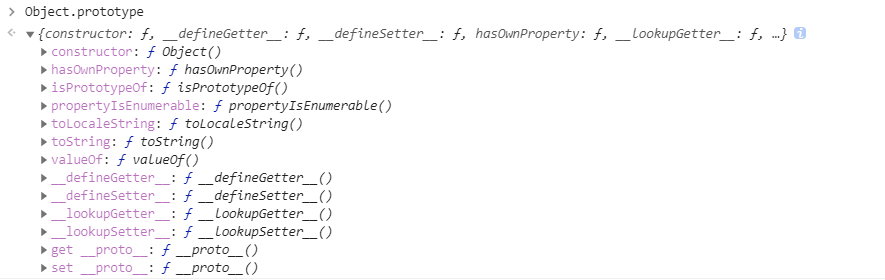 > Object.prototype
{constructor: ƒ, __defineGetter__: ƒ, __defineSetter__: ƒ, hasOwnProperty: ƒ, __lookupGetter__: ƒ, …} i
constructor: ƒ Object()
hasOwnProperty: ƒ hasOwnProperty()
isPrototypeOf: ƒ isPrototypeOf()
propertyIsEnumerable: ƒ propertyIsEnumerable()
toLocaleString: ƒ toLocaleString()
toString: ƒ toString()
valueOf: ƒ valueOf()
__defineGetter__: ƒ __defineGetter__()
__defineSetter__: ƒ __defineSetter__()
__lookupGetter__: ƒ __lookupGetter__()
__lookupSetter__: ƒ __lookupSetter__()
get __proto__: ƒ __proto__()
set __proto__: ƒ __proto__()